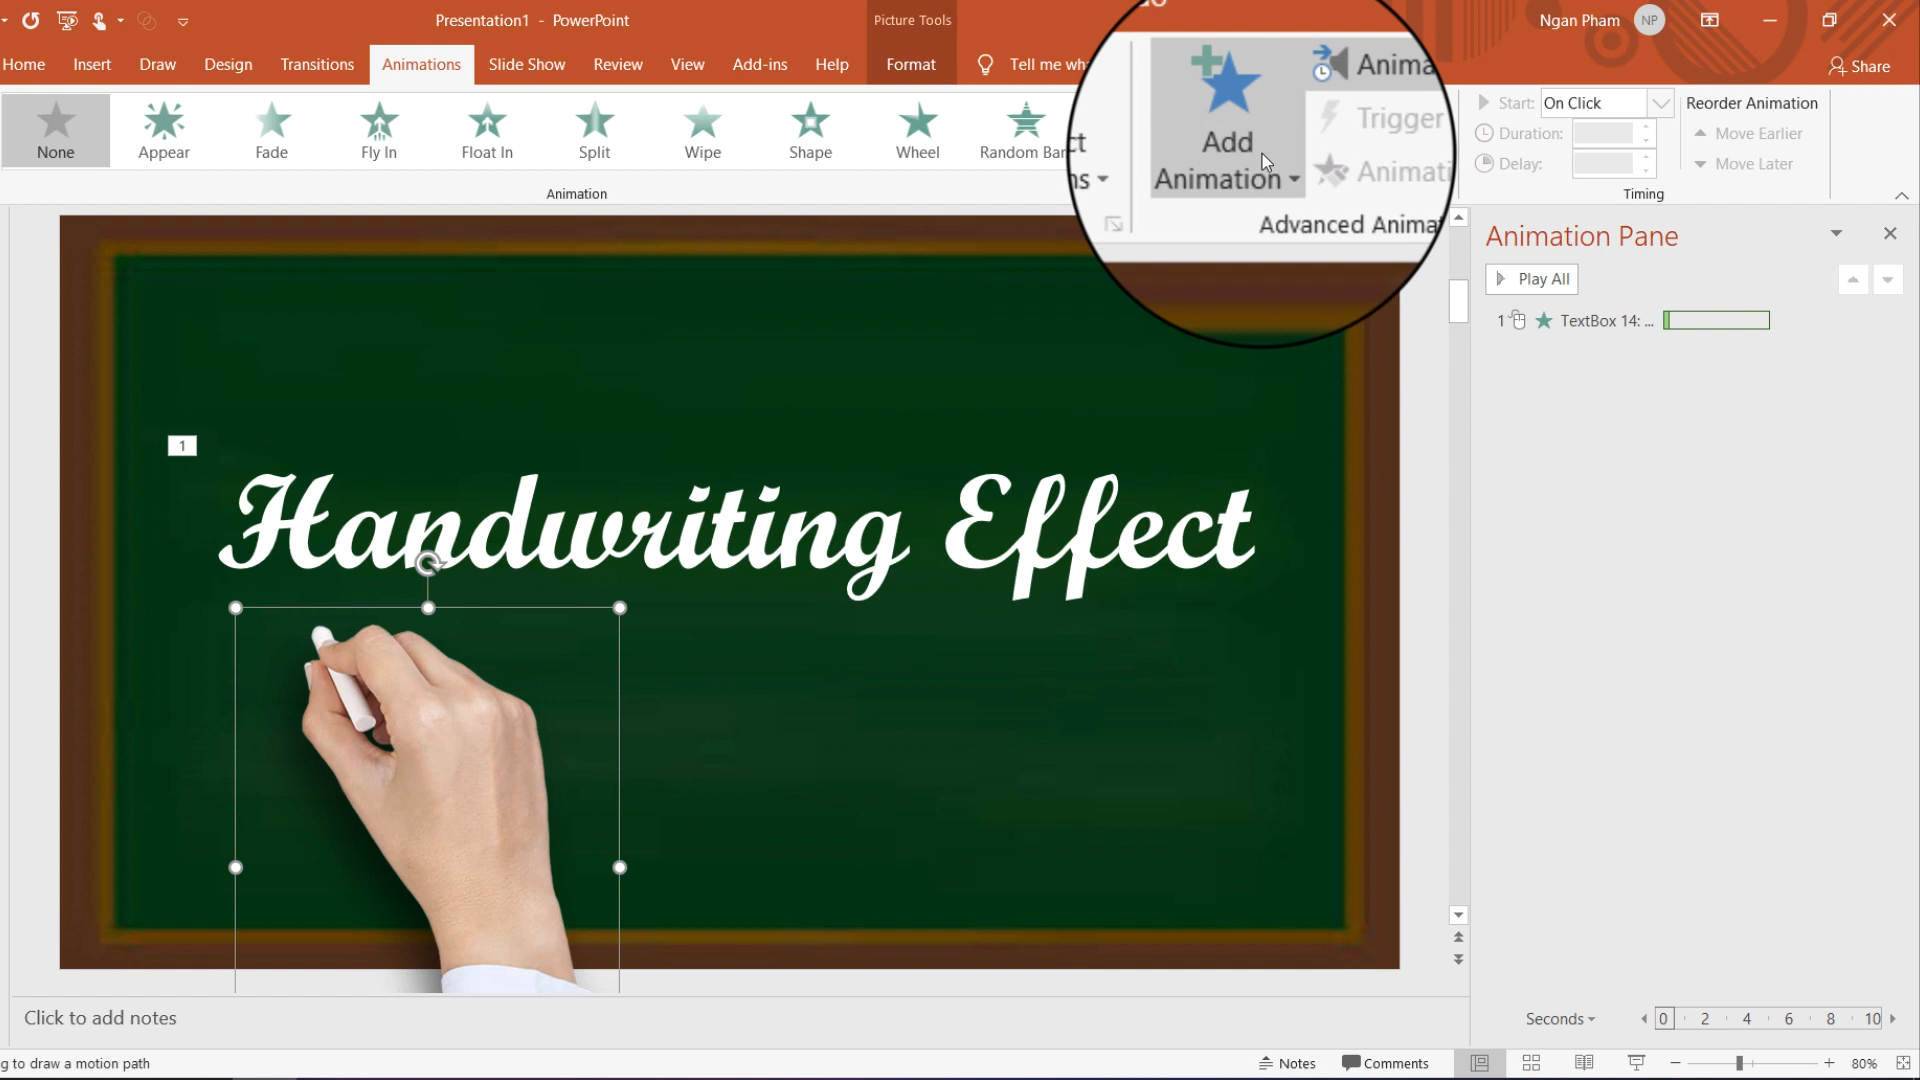 Presentation1 - PowerPoint
Picture Tools
Ngan Pham
NP
Home
Insert
Draw
Design
Transitions
Animations
Slide Show
Review
View
Add-ins
Help
Format
Tell me
Share
None
Appear
Fade
Fly In
Float In
Split
Wipe
Shape
Wheel
Random Bar
Animation
Add
Animation
Anima
Trigger
Animati
Advanced Anima
Start: On Click
Duration:
Delay:
Reorder Animation
Move Earlier
Move Later
Timing
Animation Pane
Play All
1 TextBox 14: ...
1
Handwriting Effect
Click to add notes
Seconds
0 2 4 6 8 10
g to draw a motion path
Notes
Comments
80%